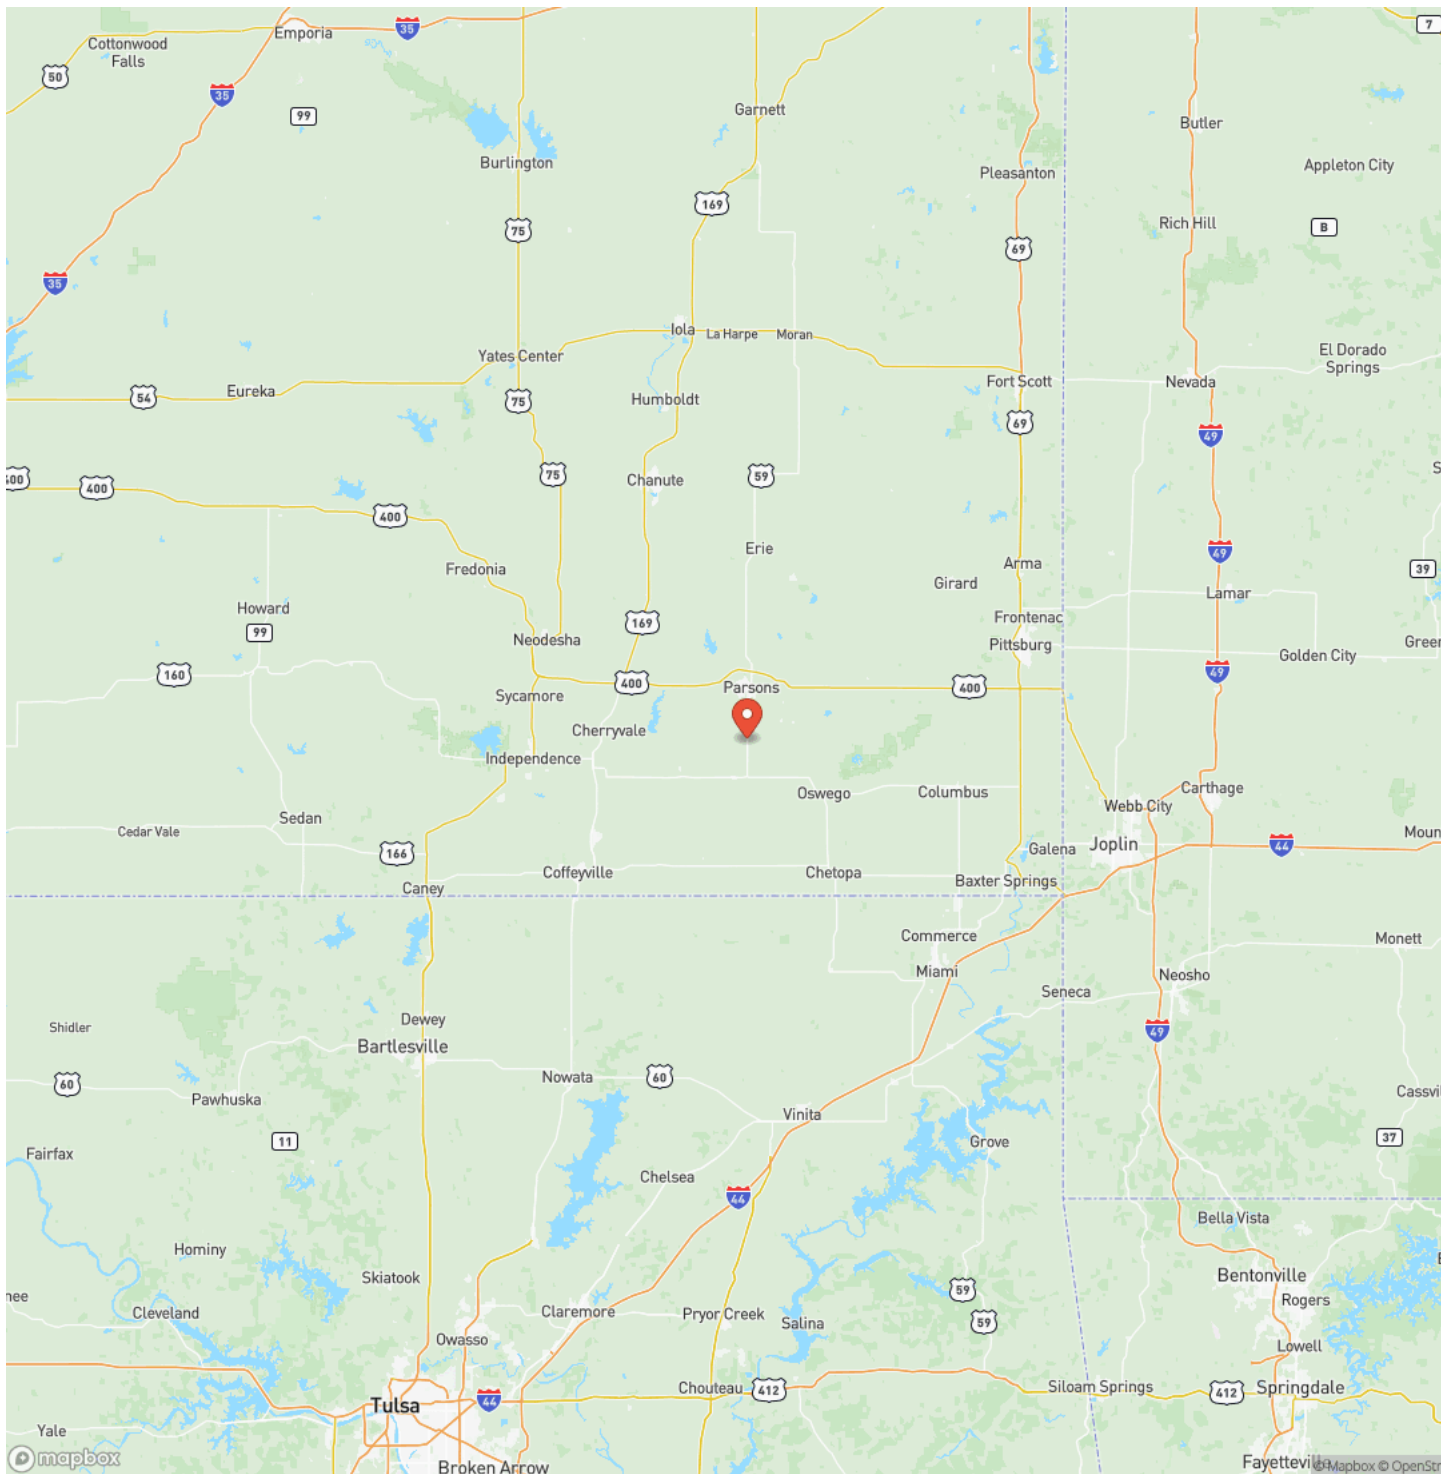 Emporia
35
7
Cottonwood
Falls
50
35
99
Garnett
Butler
Burlington
Appleton City
Pleasanton
169
Rich Hill
B
75
69
35
Iola
La Harpe
Moran
Yates Center
El Dorado
Springs
Fort Scott
Nevada
Eureka
54
75
Humboldt
69
49
400
400
75
59
Chanute
400
Erie
49
Arma
Fredonia
39
Girard
Lamar
Howard
Frontenac
99
169
Neodesha
Pittsburg
Golden City
Green
160
49
400
Parsons
400
Sycamore
Cherryvale
Independence
Carthage
Oswego
Columbus
Webb City
Sedan
Cedar Vale
Moun
Joplin
44
Galena
166
Coffeyville
Chetopa
Baxter Springs
Caney
Commerce
Monett
Miami
Neosho
Seneca
Shidler
Dewey
49
Bartlesville
Nowata
60
60
Cassvi
Pawhuska
Vinita
11
37
Grove
Fairfax
Chelsea
44
Bella Vista
Hominy
Skiatook
Bentonville
59
nee
Rogers
Cleveland
Claremore
Pryor Creek
Salina
59
Owasso
Lowell
Chouteau
412
Siloam Springs
412
Springdale
Tulsa
44
Yale
mapbox
Broken Arrow
Fayetteville
© Mapbox © OpenStr